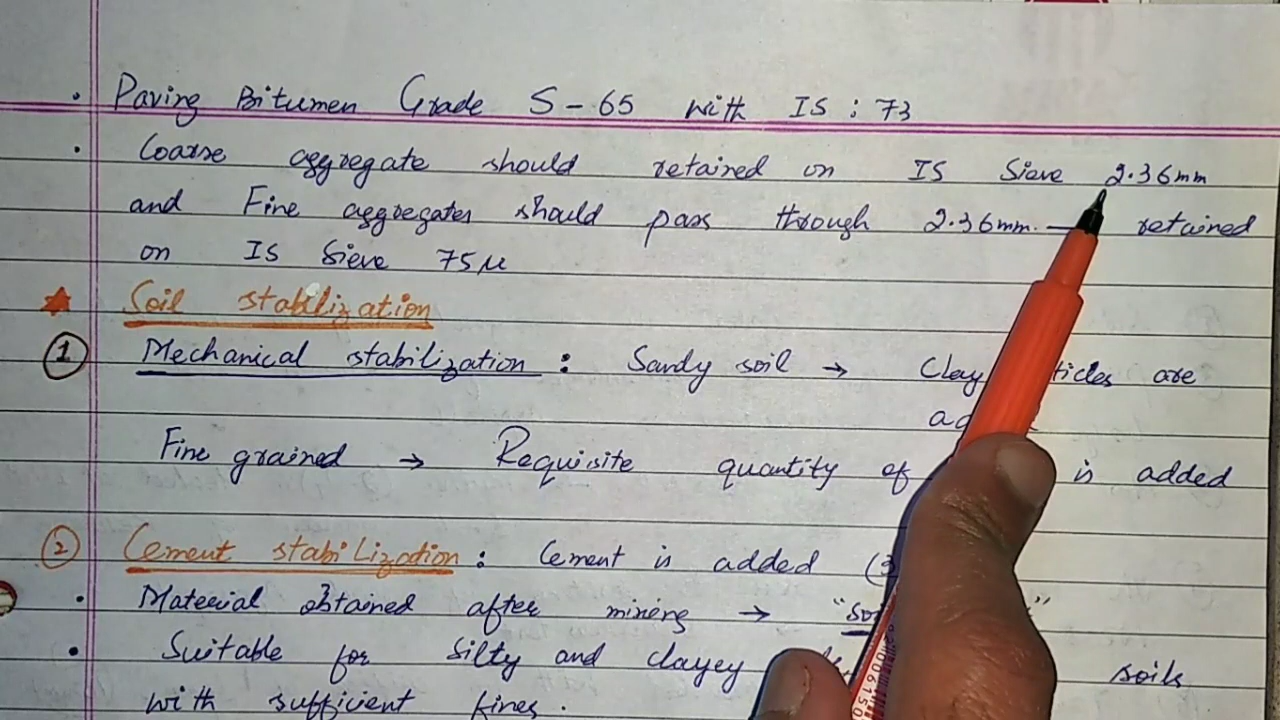 • Paving Bitumen Grade S-65 with IS : 73
• Coarse aggregate should retained on IS Sieve 2.36mm
and Fine aggregates should pass through 2.36mm. — retained
on IS Sieve 75μ
★ Soil stabilization
① Mechanical stabilization : Sandy soil → Clay are
Fine grained → Requisite quantity of is added
② Cement stabilization : Cement is added
• Material obtained after mixing →
• Suitable for Silty and clayey soils
with sufficient fines.